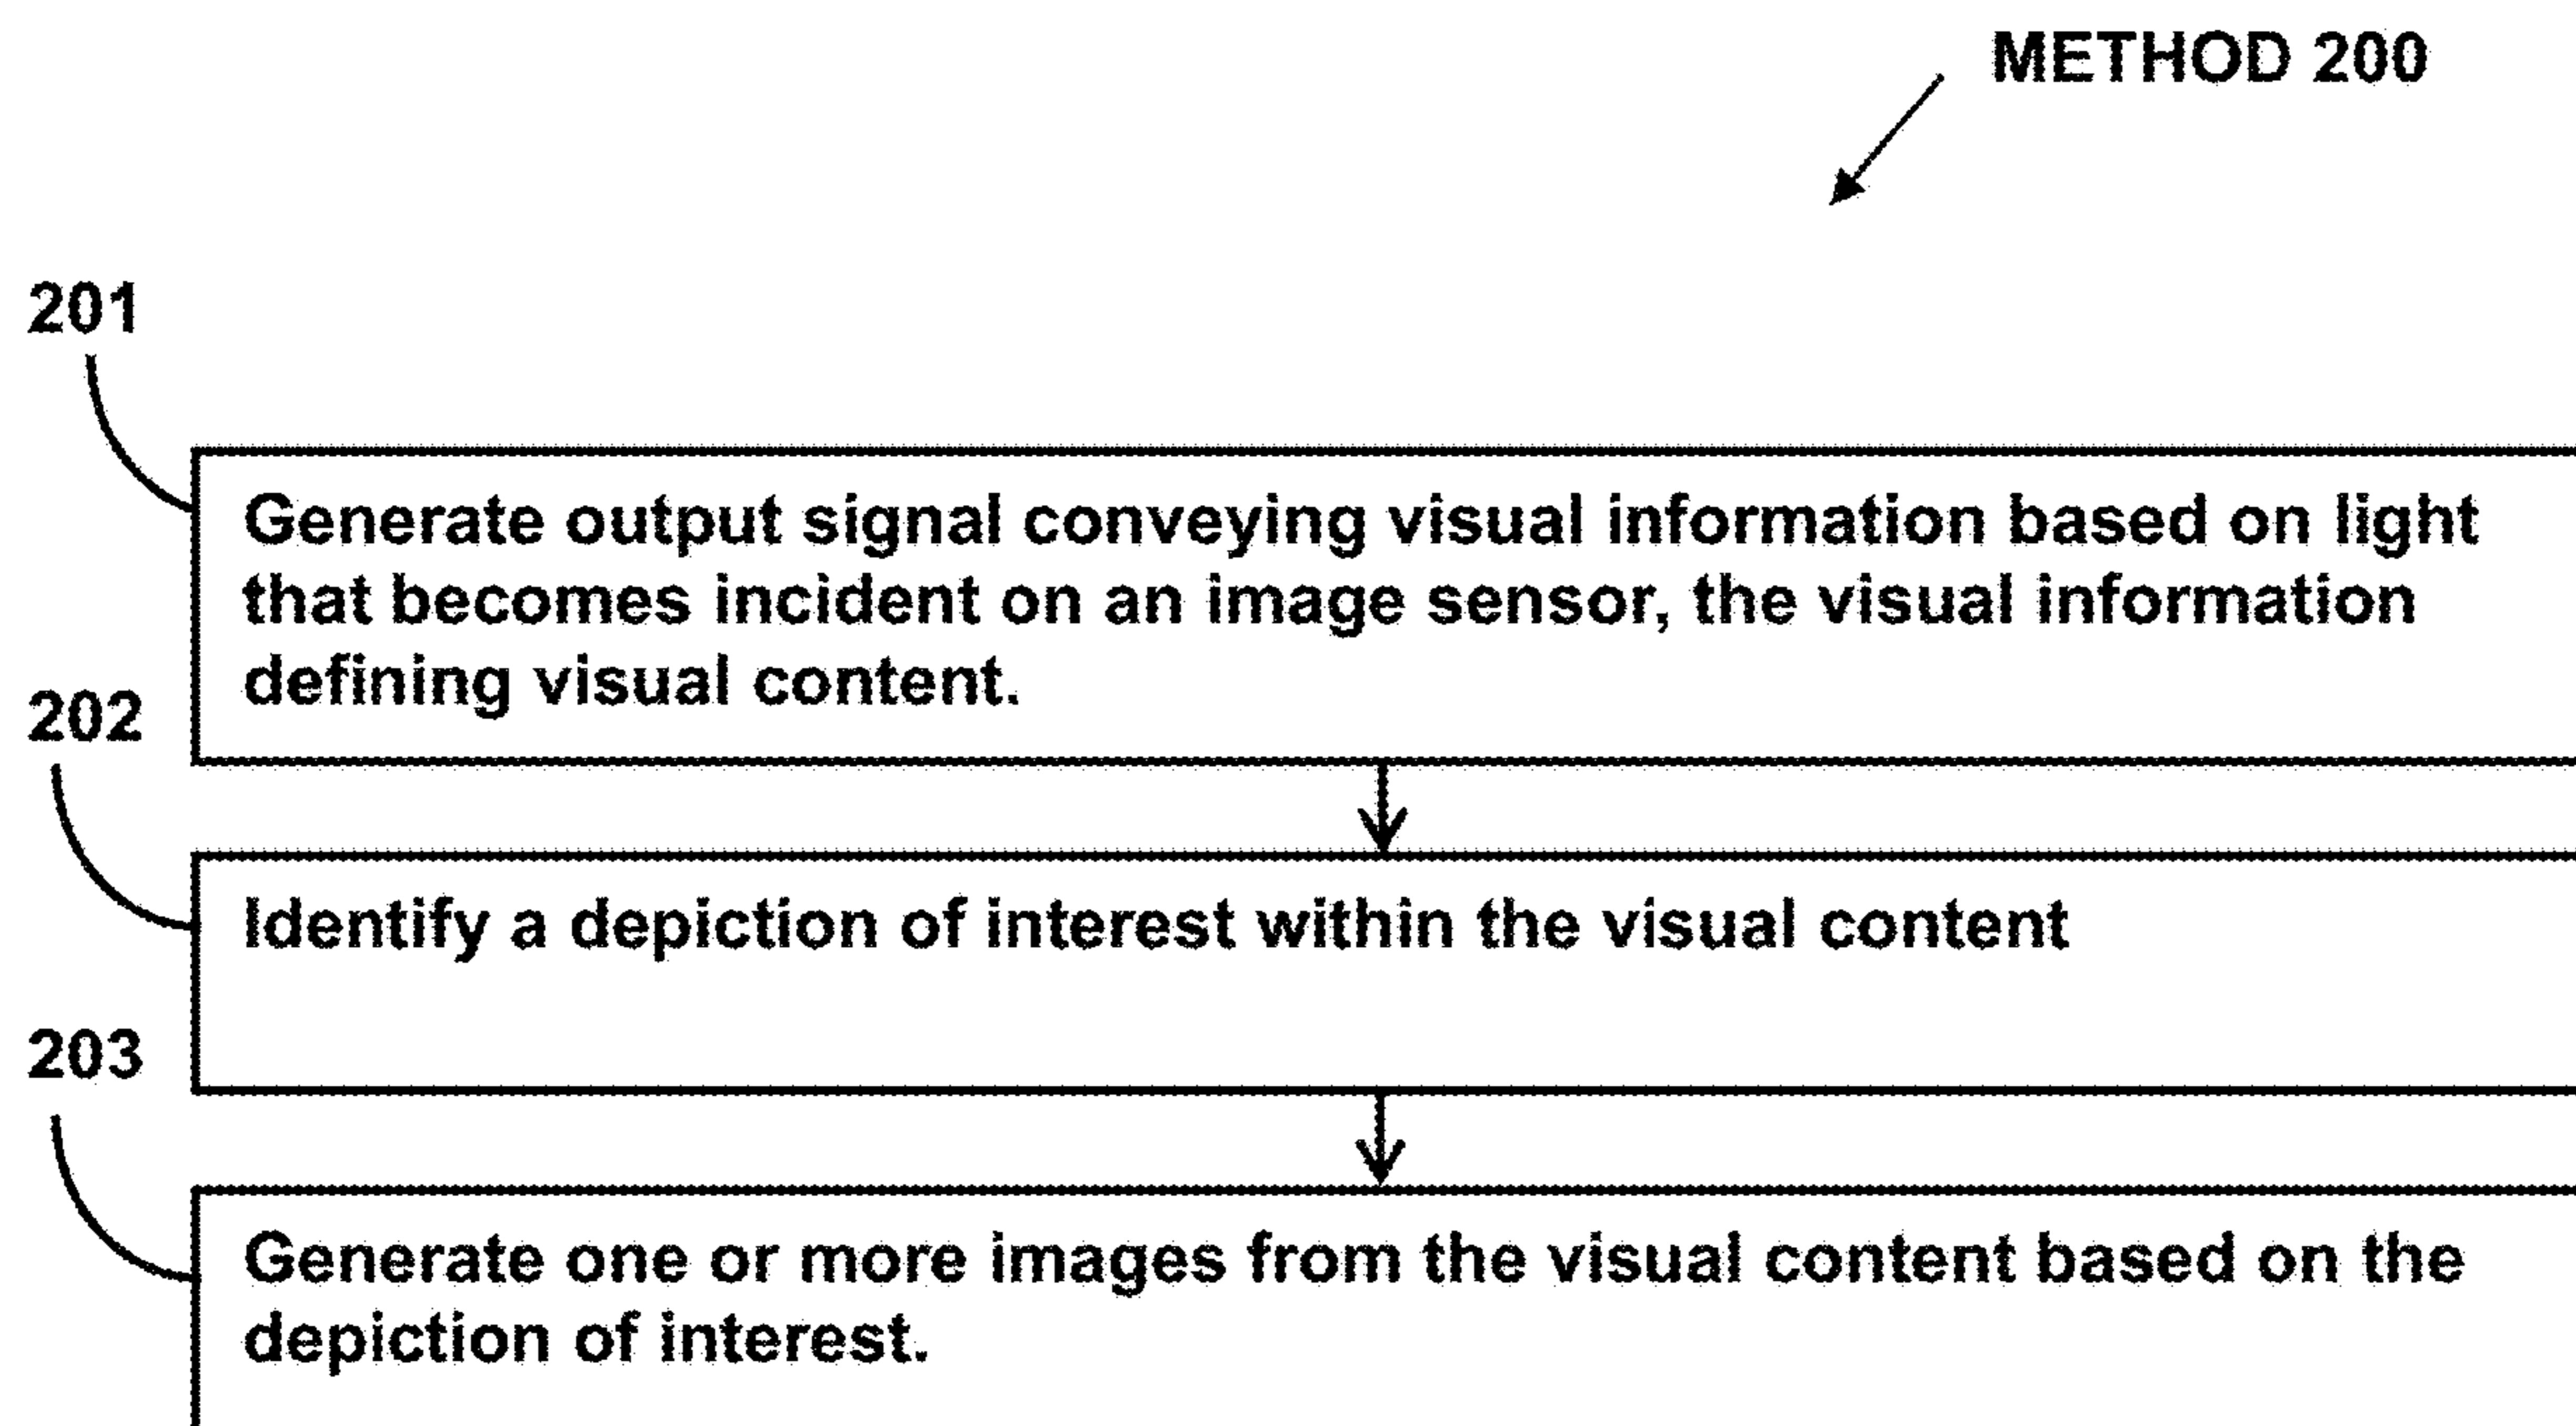 METHOD 200
201
Generate output signal conveying visual information based on light
that becomes incident on an image sensor, the visual information
defining visual content.
202
Identify a depiction of interest within the visual content
203
Generate one or more images from the visual content based on the
depiction of interest.